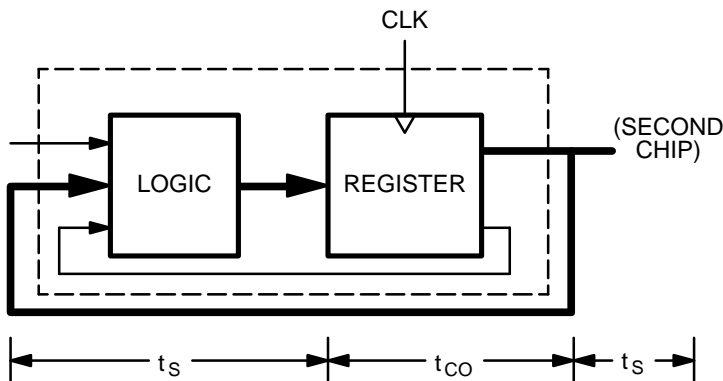 CLK
(SECOND
CHIP)
LOGIC
REGISTER
tS
tCO
tS